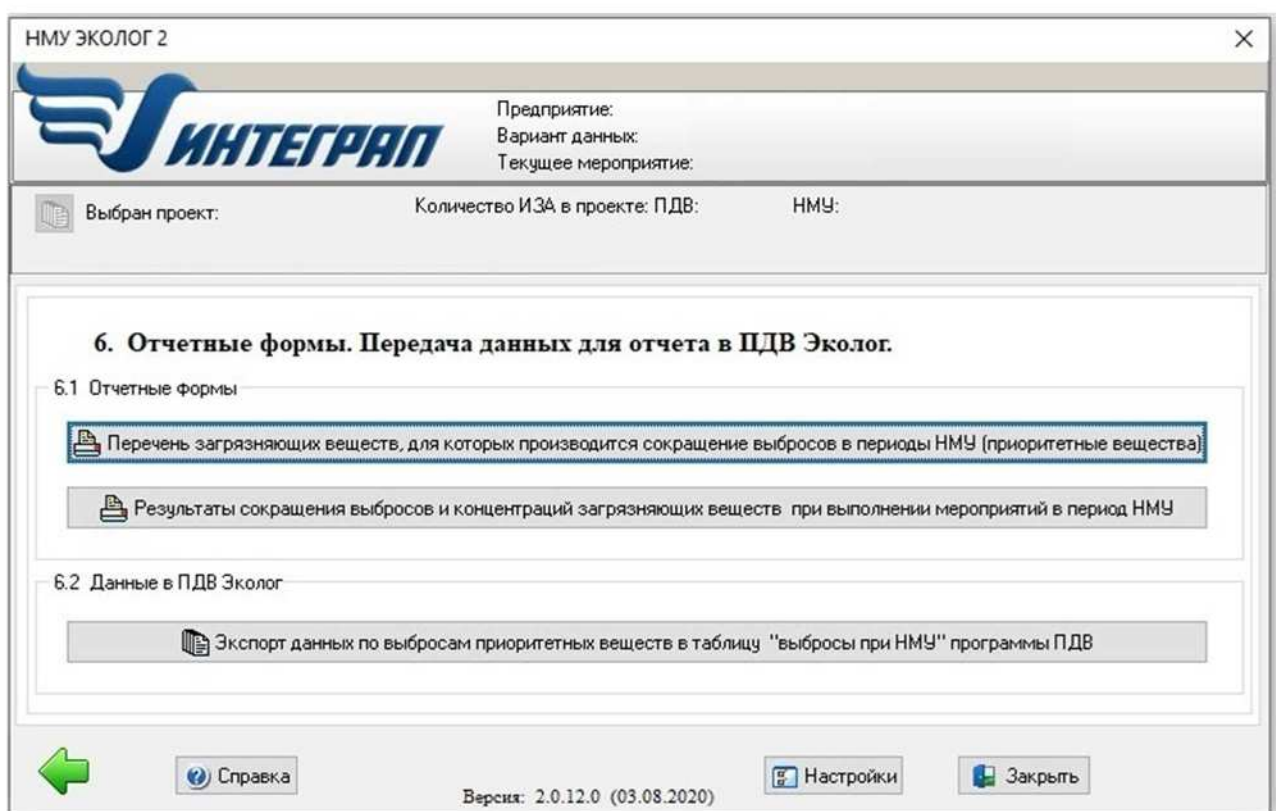 НМУ ЭКОЛОГ 2
ИНТЕГРАЛ
Предприятие:
Вариант данных:
Текущее мероприятие:
Выбран проект:
Количество ИЗА в проекте: ПДВ:
НМУ:
6. Отчетные формы. Передача данных для отчета в ПДВ Эколог.
6.1 Отчетные формы
Перечень загрязняющих веществ, для которых производится сокращение выбросов в периоды НМУ (приоритетные вещества)
Результаты сокращения выбросов и концентраций загрязняющих веществ при выполнении мероприятий в период НМУ
6.2 Данные в ПДВ Эколог
Экспорт данных по выбросам приоритетных веществ в таблицу "выбросы при НМУ" программы ПДВ
Справка
Версия: 2.0.12.0 (03.08.2020)
Настройки
Закрыть